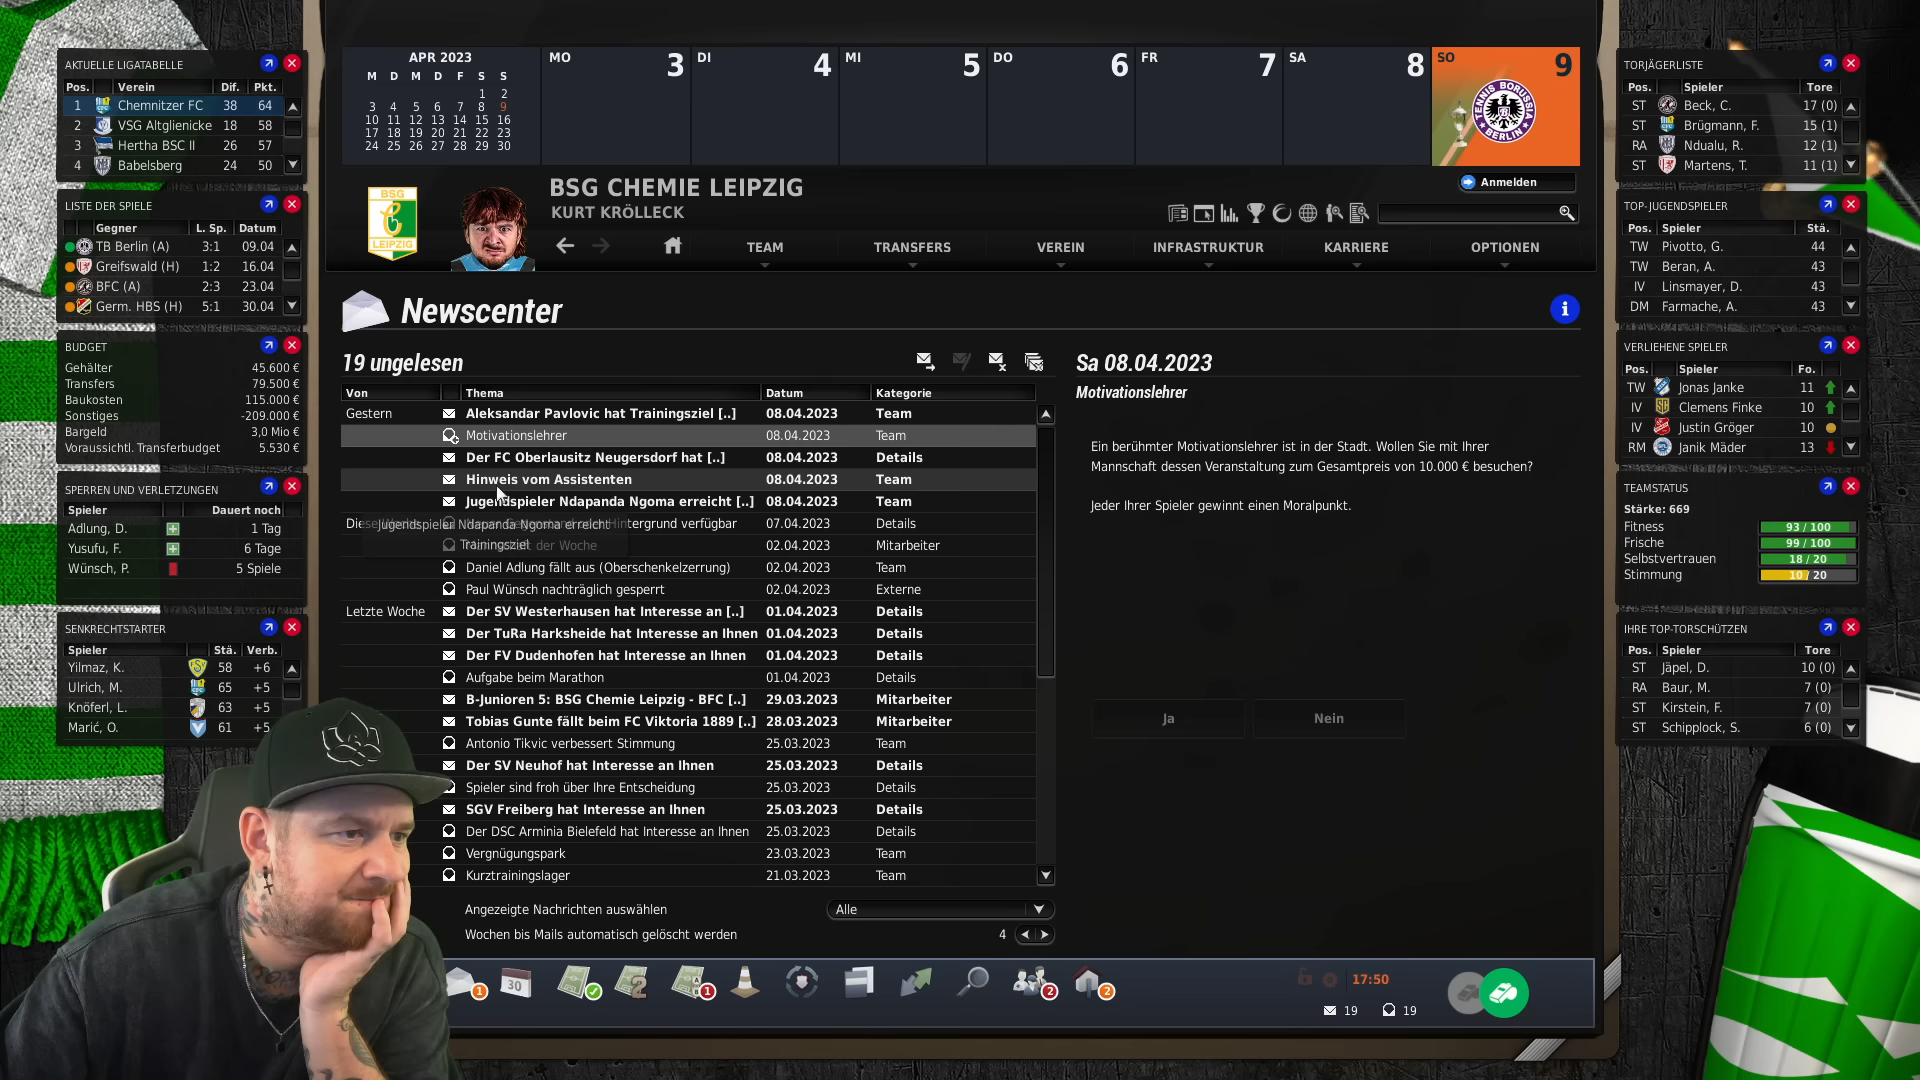 AKTUELLE LIGATABELLE
Pos. Verein Dif. Pkt.
1 Chemnitzer FC 38 64
2 VSG Altglienicke 18 58
3 Hertha BSC II 26 57
4 Babelsberg 24 50
LISTE DER SPIELE
Gegner L. Sp. Datum
TB Berlin (A) 3:1 09.04
Greifswald (H) 1:2 16.04
BFC (A) 2:3 23.04
Germ. HBS (H) 5:1 30.04
BUDGET
Gehälter 45.600 €
Transfers 79.500 €
Baukosten 115.000 €
Sonstiges -209.000 €
Bargeld 3,0 Mio €
Voraussichtl. Transferbudget 5.530 €
SPERREN UND VERLETZUNGEN
Spieler Dauert noch
Adlung, D. 1 Tag
Yusufu, F. 6 Tage
Wünsch, P. 5 Spiele
SENKRECHTSTARTER
Spieler Stä. Verb.
Yilmaz, K. 58 +6
Ulrich, M. 65 +5
Knöferl, L. 63 +5
Marić, O. 61 +5
APR 2023
M D M D F S S
1 2
3 4 5 6 7 8 9
10 11 12 13 14 15 16
17 18 19 20 21 22 23
24 25 26 27 28 29 30
MO 3 DI 4 MI 5 DO 6 FR 7 SA 8 SO 9
TENNIS BORUSSIA BERLIN
BSG LEIPZIG
BSG CHEMIE LEIPZIG
KURT KRÖLLECK
Anmelden
TEAM TRANSFERS VEREIN INFRASTRUKTUR KARRIERE OPTIONEN
Newscenter
19 ungelesen
Von Thema Datum Kategorie
Gestern Aleksandar Pavlovic hat Trainingsziel [..] 08.04.2023 Team
Motivationslehrer 08.04.2023 Team
Der FC Oberlausitz Neugersdorf hat [..] 08.04.2023 Details
Hinweis vom Assistenten 08.04.2023 Team
Jugendspieler Ndapanda Ngoma erreicht [..] 08.04.2023 Team
Jugendspieler Ndapanda Ngoma erreicht
Trainingsziel
tergrund verfügbar 07.04.2023 Details
der Woche 02.04.2023 Mitarbeiter
Daniel Adlung fällt aus (Oberschenkelzerrung) 02.04.2023 Team
Paul Wünsch nachträglich gesperrt 02.04.2023 Externe
Letzte Woche Der SV Westerhausen hat Interesse an [..] 01.04.2023 Details
Der TuRa Harksheide hat Interesse an Ihnen 01.04.2023 Details
Der FV Dudenhofen hat Interesse an Ihnen 01.04.2023 Details
Aufgabe beim Marathon 01.04.2023 Details
B-Junioren 5: BSG Chemie Leipzig - BFC [..] 29.03.2023 Mitarbeiter
Tobias Gunte fällt beim FC Viktoria 1889 [..] 28.03.2023 Mitarbeiter
Antonio Tikvic verbessert Stimmung 25.03.2023 Team
Der SV Neuhof hat Interesse an Ihnen 25.03.2023 Details
Spieler sind froh über Ihre Entscheidung 25.03.2023 Details
SGV Freiberg hat Interesse an Ihnen 25.03.2023 Details
Der DSC Arminia Bielefeld hat Interesse an Ihnen 25.03.2023 Details
Vergnügungspark 23.03.2023 Team
Kurztrainingslager 21.03.2023 Team
Angezeigte Nachrichten auswählen Alle
Wochen bis Mails automatisch gelöscht werden 4
Sa 08.04.2023
Motivationslehrer
Ein berühmter Motivationslehrer ist in der Stadt. Wollen Sie mit Ihrer
Mannschaft dessen Veranstaltung zum Gesamtpreis von 10.000 € besuchen?
Jeder Ihrer Spieler gewinnt einen Moralpunkt.
Ja Nein
1 30 2 1 2 2
17:50
19 19
TORJÄGERLISTE
Pos. Spieler Tore
ST Beck, C. 17 (0)
ST Brügmann, F. 15 (1)
RA Ndualu, R. 12 (1)
ST Martens, T. 11 (1)
TOP-JUGENDSPIELER
Pos. Spieler Stä.
TW Pivotto, G. 44
TW Beran, A. 43
IV Linsmayer, D. 43
DM Farmache, A. 43
VERLIEHENE SPIELER
Pos. Spieler Fo.
TW Jonas Janke 11
IV Clemens Finke 10
IV Justin Gröger 10
RM Janik Mäder 13
TEAMSTATUS
Stärke: 669
Fitness 93 / 100
Frische 99 / 100
Selbstvertrauen 18 / 20
Stimmung 10 / 20
IHRE TOP-TORSCHÜTZEN
Pos. Spieler Tore
ST Jäpel, D. 10 (0)
RA Baur, M. 7 (0)
ST Kirstein, F. 7 (0)
ST Schipplock, S. 6 (0)